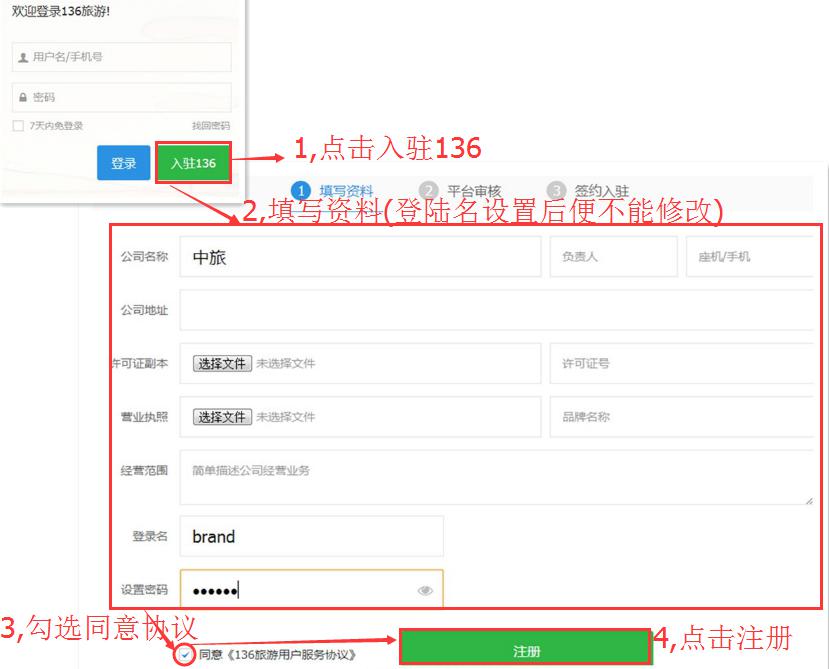 欢迎登录136旅游!
用户名/手机号
密码
7天内免登录 找回密码
登录 入驻136
1,点击入驻136
1 填写资料 2 平台审核 3 签约入驻
2,填写资料(登陆名设置后便不能修改)
公司名称 中旅 负责人 座机/手机
公司地址
许可证副本 选择文件 未选择文件 许可证号
营业执照 选择文件 未选择文件 品牌名称
经营范围 简单描述公司经营业务
登录名 brand
设置密码 ••••••
3,勾选同意协议
同意《136旅游用户服务协议》
注册
4,点击注册